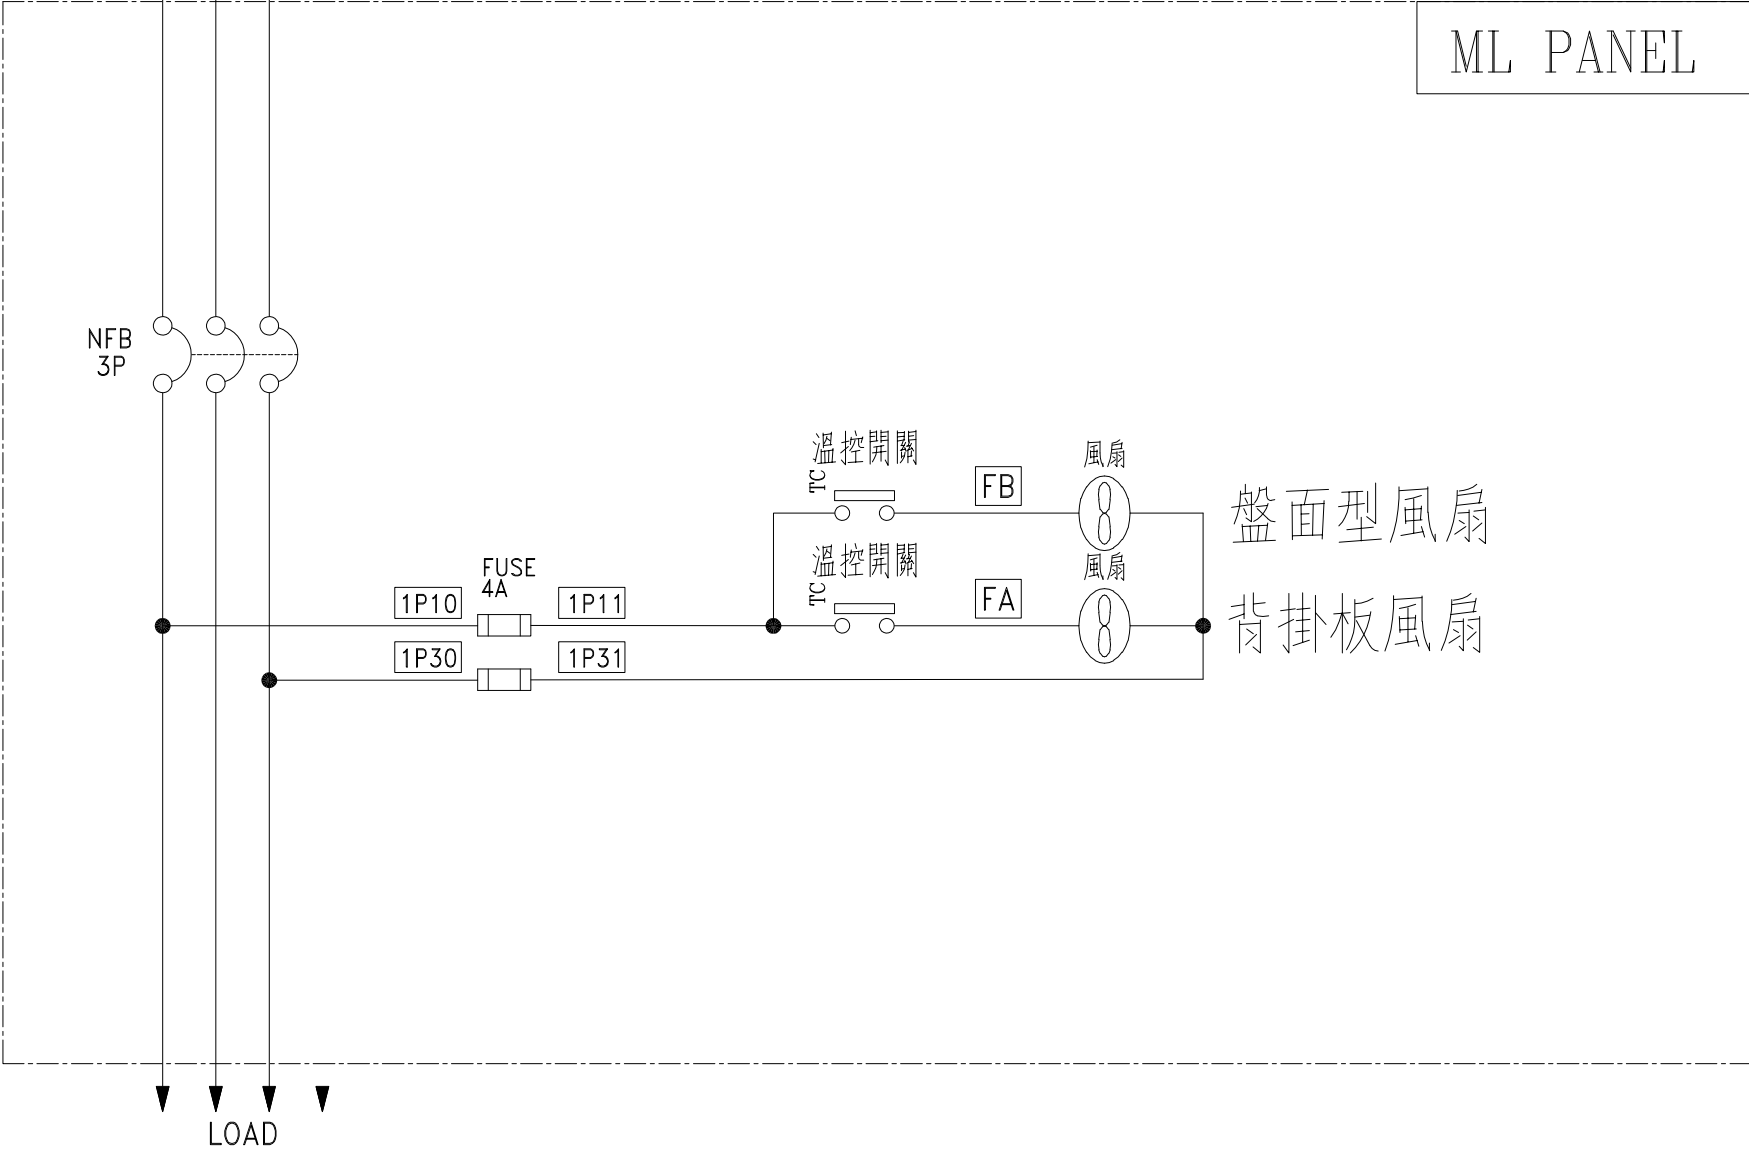 ML PANEL
NFB
3P
溫控開關
TC
FB
風扇
盤面型風扇
FUSE
4A
1P10
1P11
溫控開關
TC
FA
風扇
背掛板風扇
1P30
1P31
LOAD